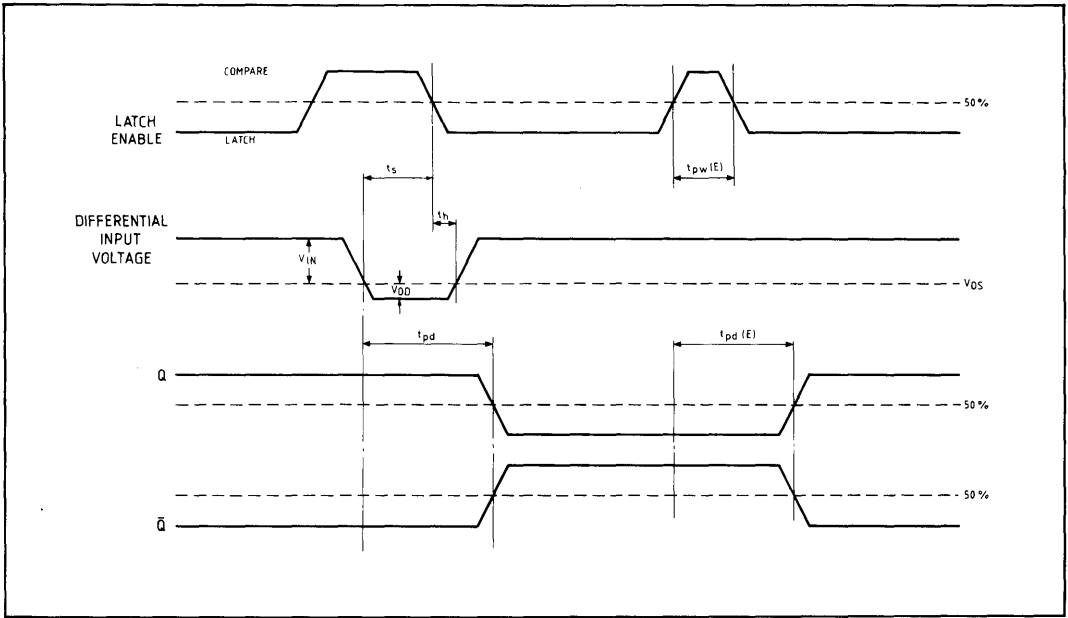 COMPARE
50%
LATCH
ENABLE
LATCH
ts
tpw(E)
th
DIFFERENTIAL
INPUT
VOLTAGE
VIN
VOD
VOS
tpd
tpd(E)
Q
50%
50%
Q̄